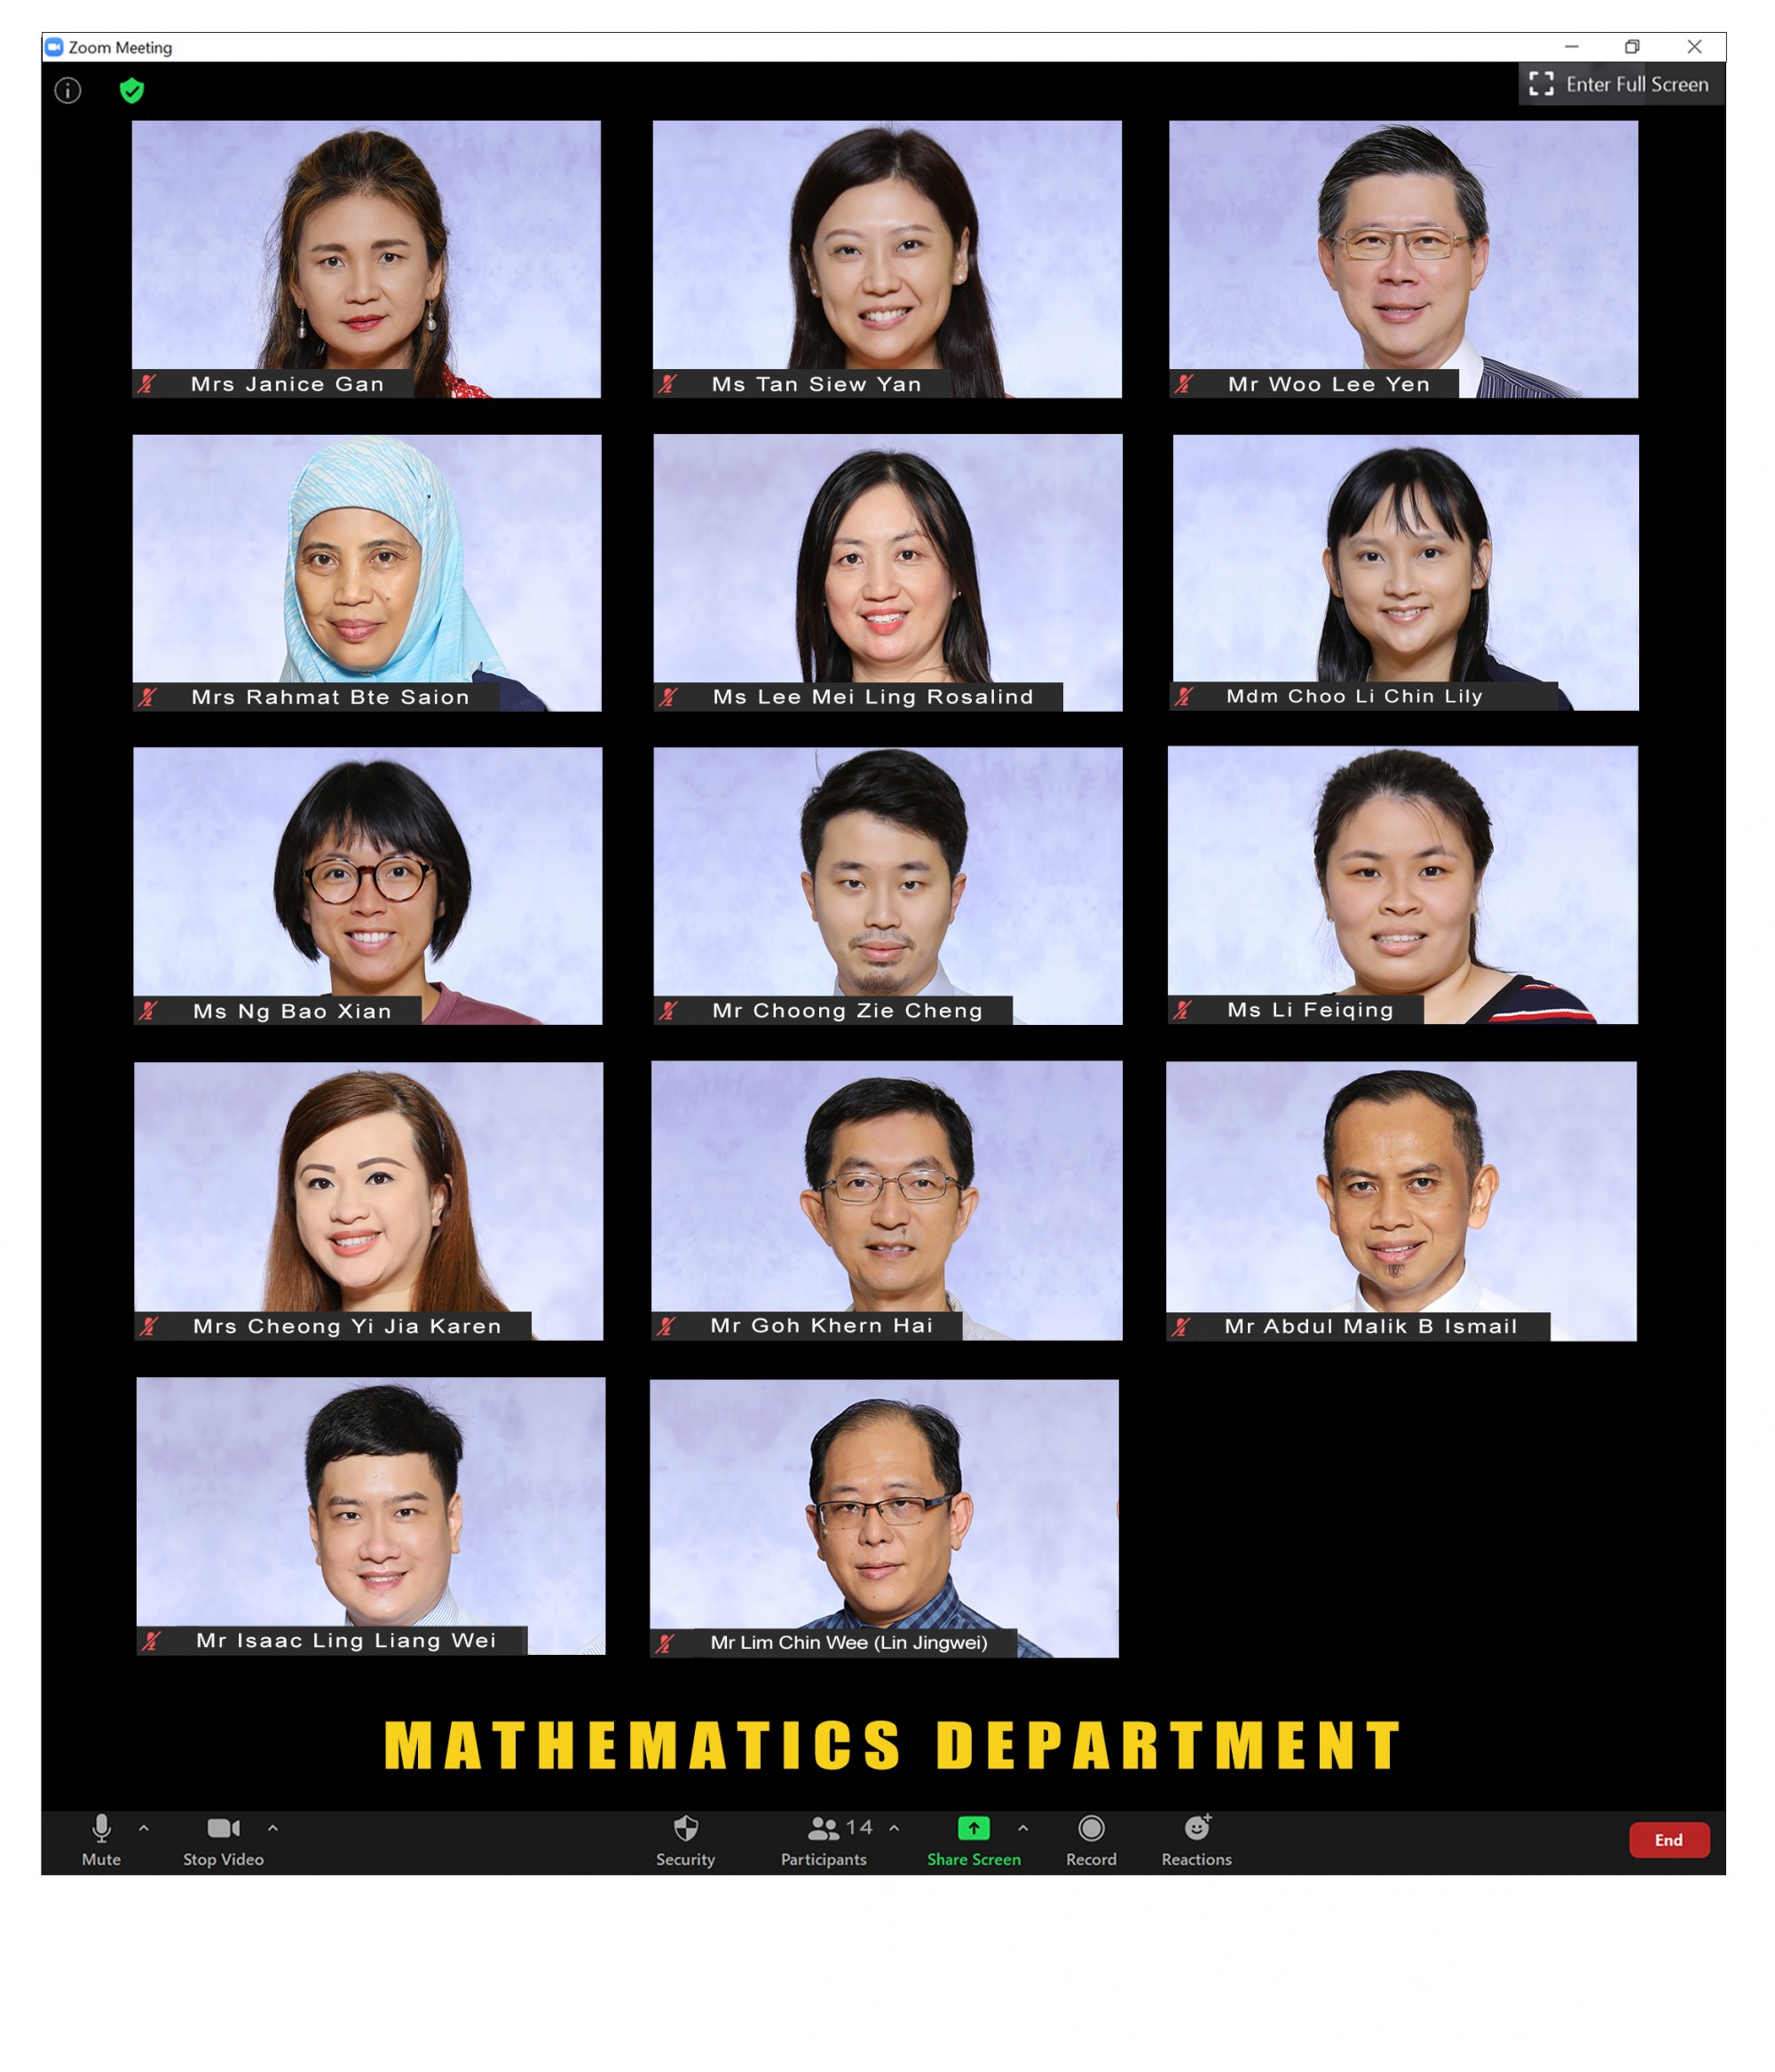 Zoom Meeting
Enter Full Screen
Mrs Janice Gan
Ms Tan Siew Yan
Mr Woo Lee Yen
Mrs Rahmat Bte Saion
Ms Lee Mei Ling Rosalind
Mdm Choo Li Chin Lily
Ms Ng Bao Xian
Mr Choong Zie Cheng
Ms Li Feiqing
Mrs Cheong Yi Jia Karen
Mr Goh Khern Hai
Mr Abdul Malik B Ismail
Mr Isaac Ling Liang Wei
Mr Lim Chin Wee (Lin Jingwei)
MATHEMATICS DEPARTMENT
14
Mute
Stop Video
Security
Participants
Share Screen
Record
Reactions
End